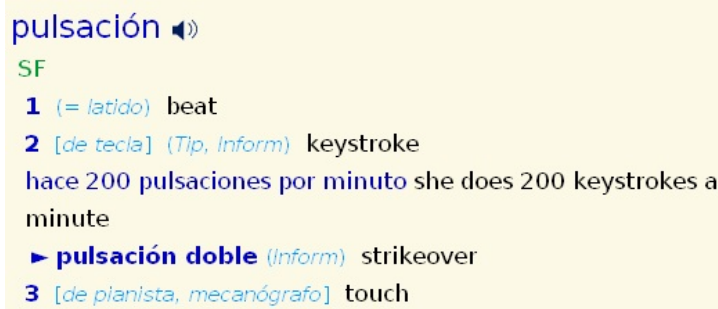 pulsación
SF
1 (= latido) beat
2 [de tecla] (Tip, Inform) keystroke
hace 200 pulsaciones por minuto she does 200 keystrokes a
minute
► pulsación doble (Inform) strikeover
3 [de pianista, mecanógrafo] touch